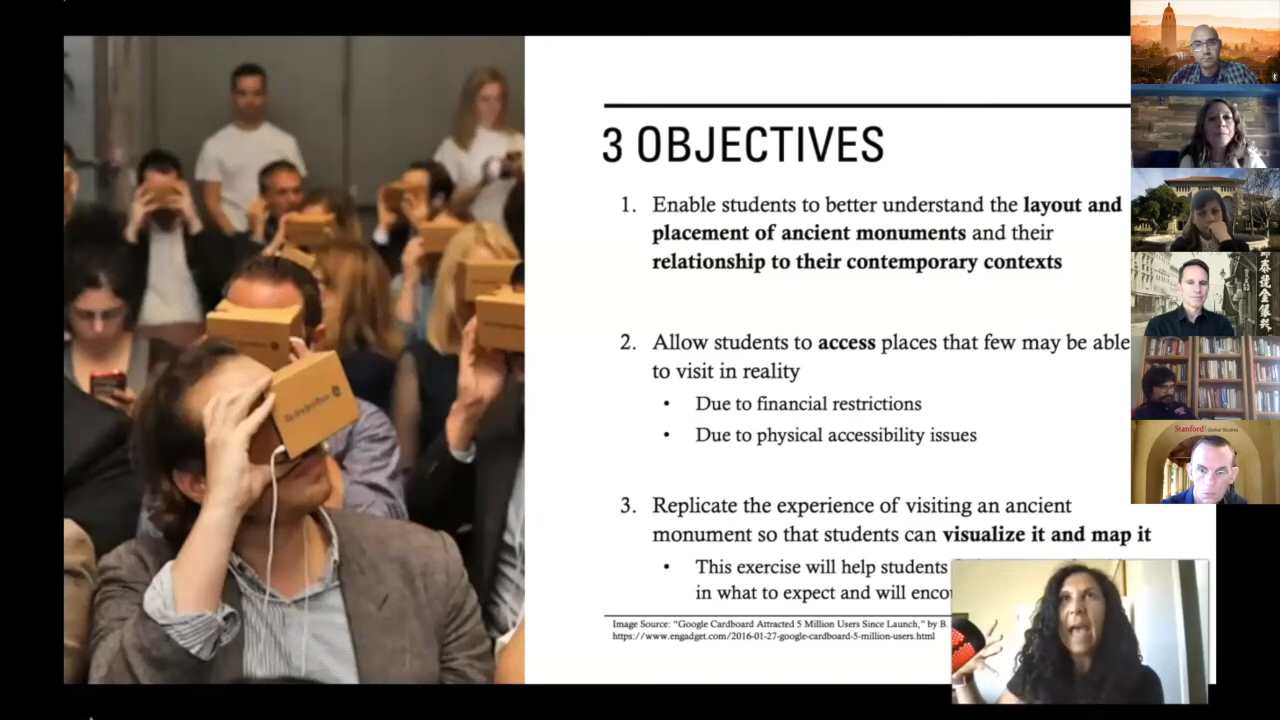 3 OBJECTIVES
1. Enable students to better understand the layout and
placement of ancient monuments and their
relationship to their contemporary contexts
2. Allow students to access places that few may be able
to visit in reality
• Due to financial restrictions
• Due to physical accessibility issues
3. Replicate the experience of visiting an ancient
monument so that students can visualize it and map it
• This exercise will help students
in what to expect and will enco
Image Source: “Google Cardboard Attracted 5 Million Users Since Launch,” by B.
https://www.engadget.com/2016-01-27-google-cardboard-5-million-users.html
The New York Times
Stanford | Global Studies